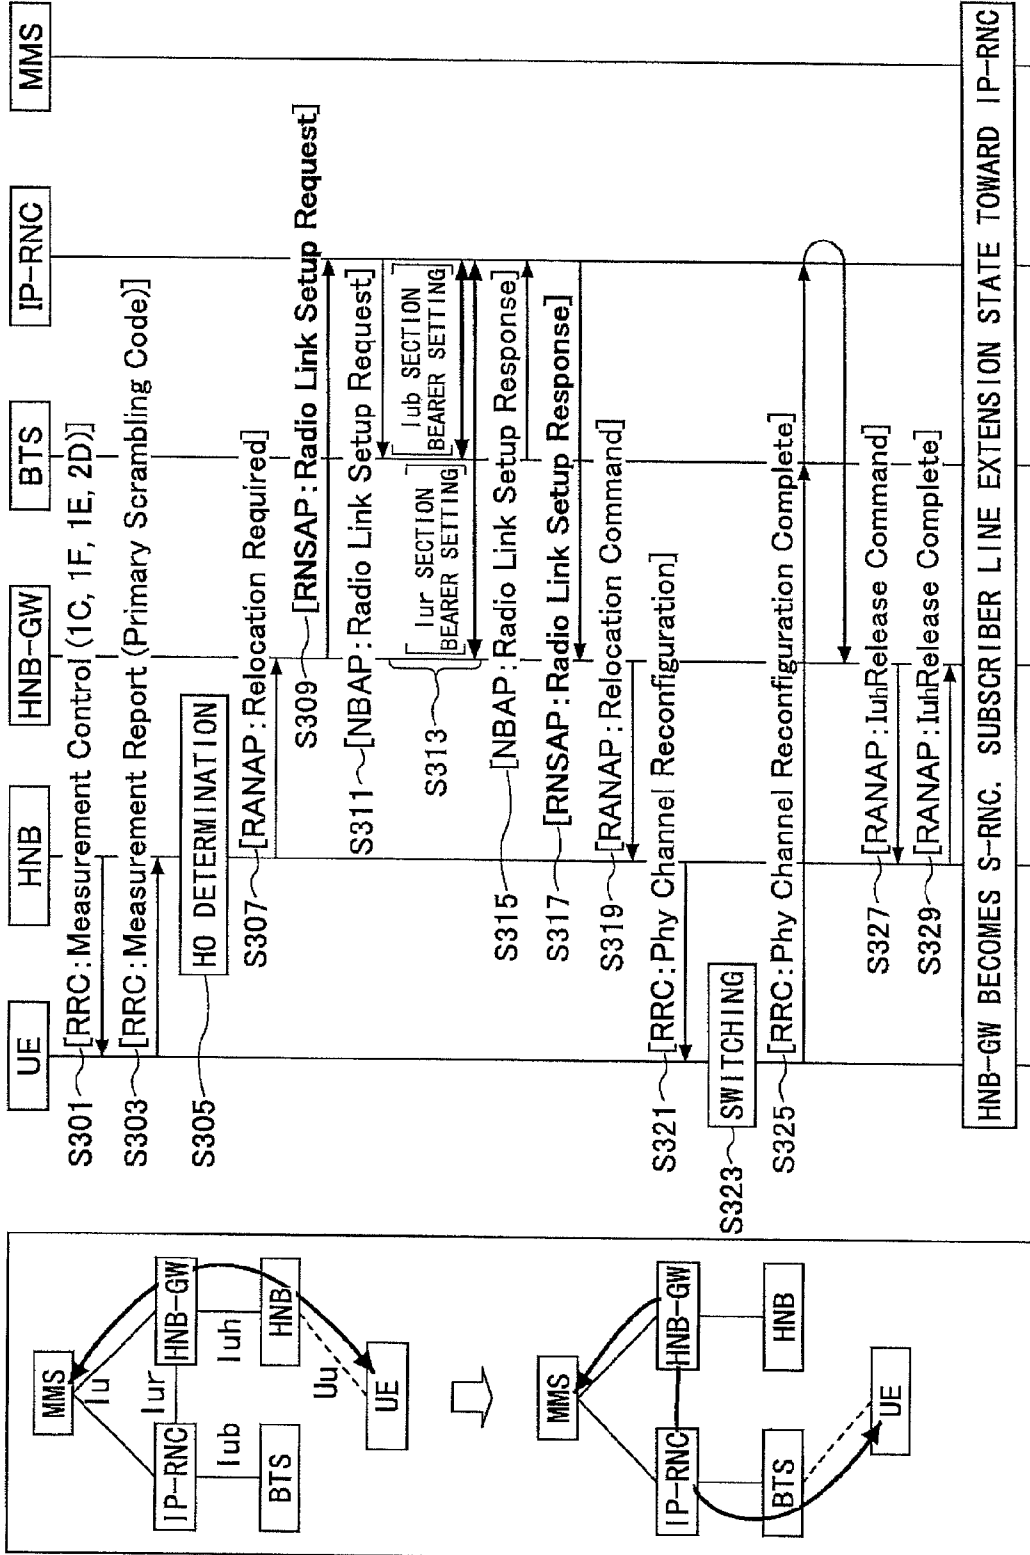 MMS
Iu
IP-RNC
Iur
HNB-GW
Iub
Iuh
BTS
HNB
Uu
UE
MMS
IP-RNC
HNB-GW
BTS
HNB
UE
UE
HNB
HNB-GW
BTS
IP-RNC
MMS
S301 [RRC:Measurement Control (1C, 1F, 1E, 2D)]
S303 [RRC:Measurement Report (Primary Scrambling Code)]
S305 HO DETERMINATION
S307 [RANAP:Relocation Required]
S309 [RNSAP:Radio Link Setup Request]
S311 [NBAP:Radio Link Setup Request]
S313
[Iur SECTION
BEARER SETTING]
[Iub SECTION
BEARER SETTING]
S315 [NBAP:Radio Link Setup Response]
S317 [RNSAP:Radio Link Setup Response]
S319 [RANAP:Relocation Command]
S321 [RRC:Phy Channel Reconfiguration]
S323 SWITCHING
S325 [RRC:Phy Channel Reconfiguration Complete]
S327 [RANAP:IuhRelease Command]
S329 [RANAP:IuhRelease Complete]
HNB-GW BECOMES S-RNC. SUBSCRIBER LINE EXTENSION STATE TOWARD IP-RNC